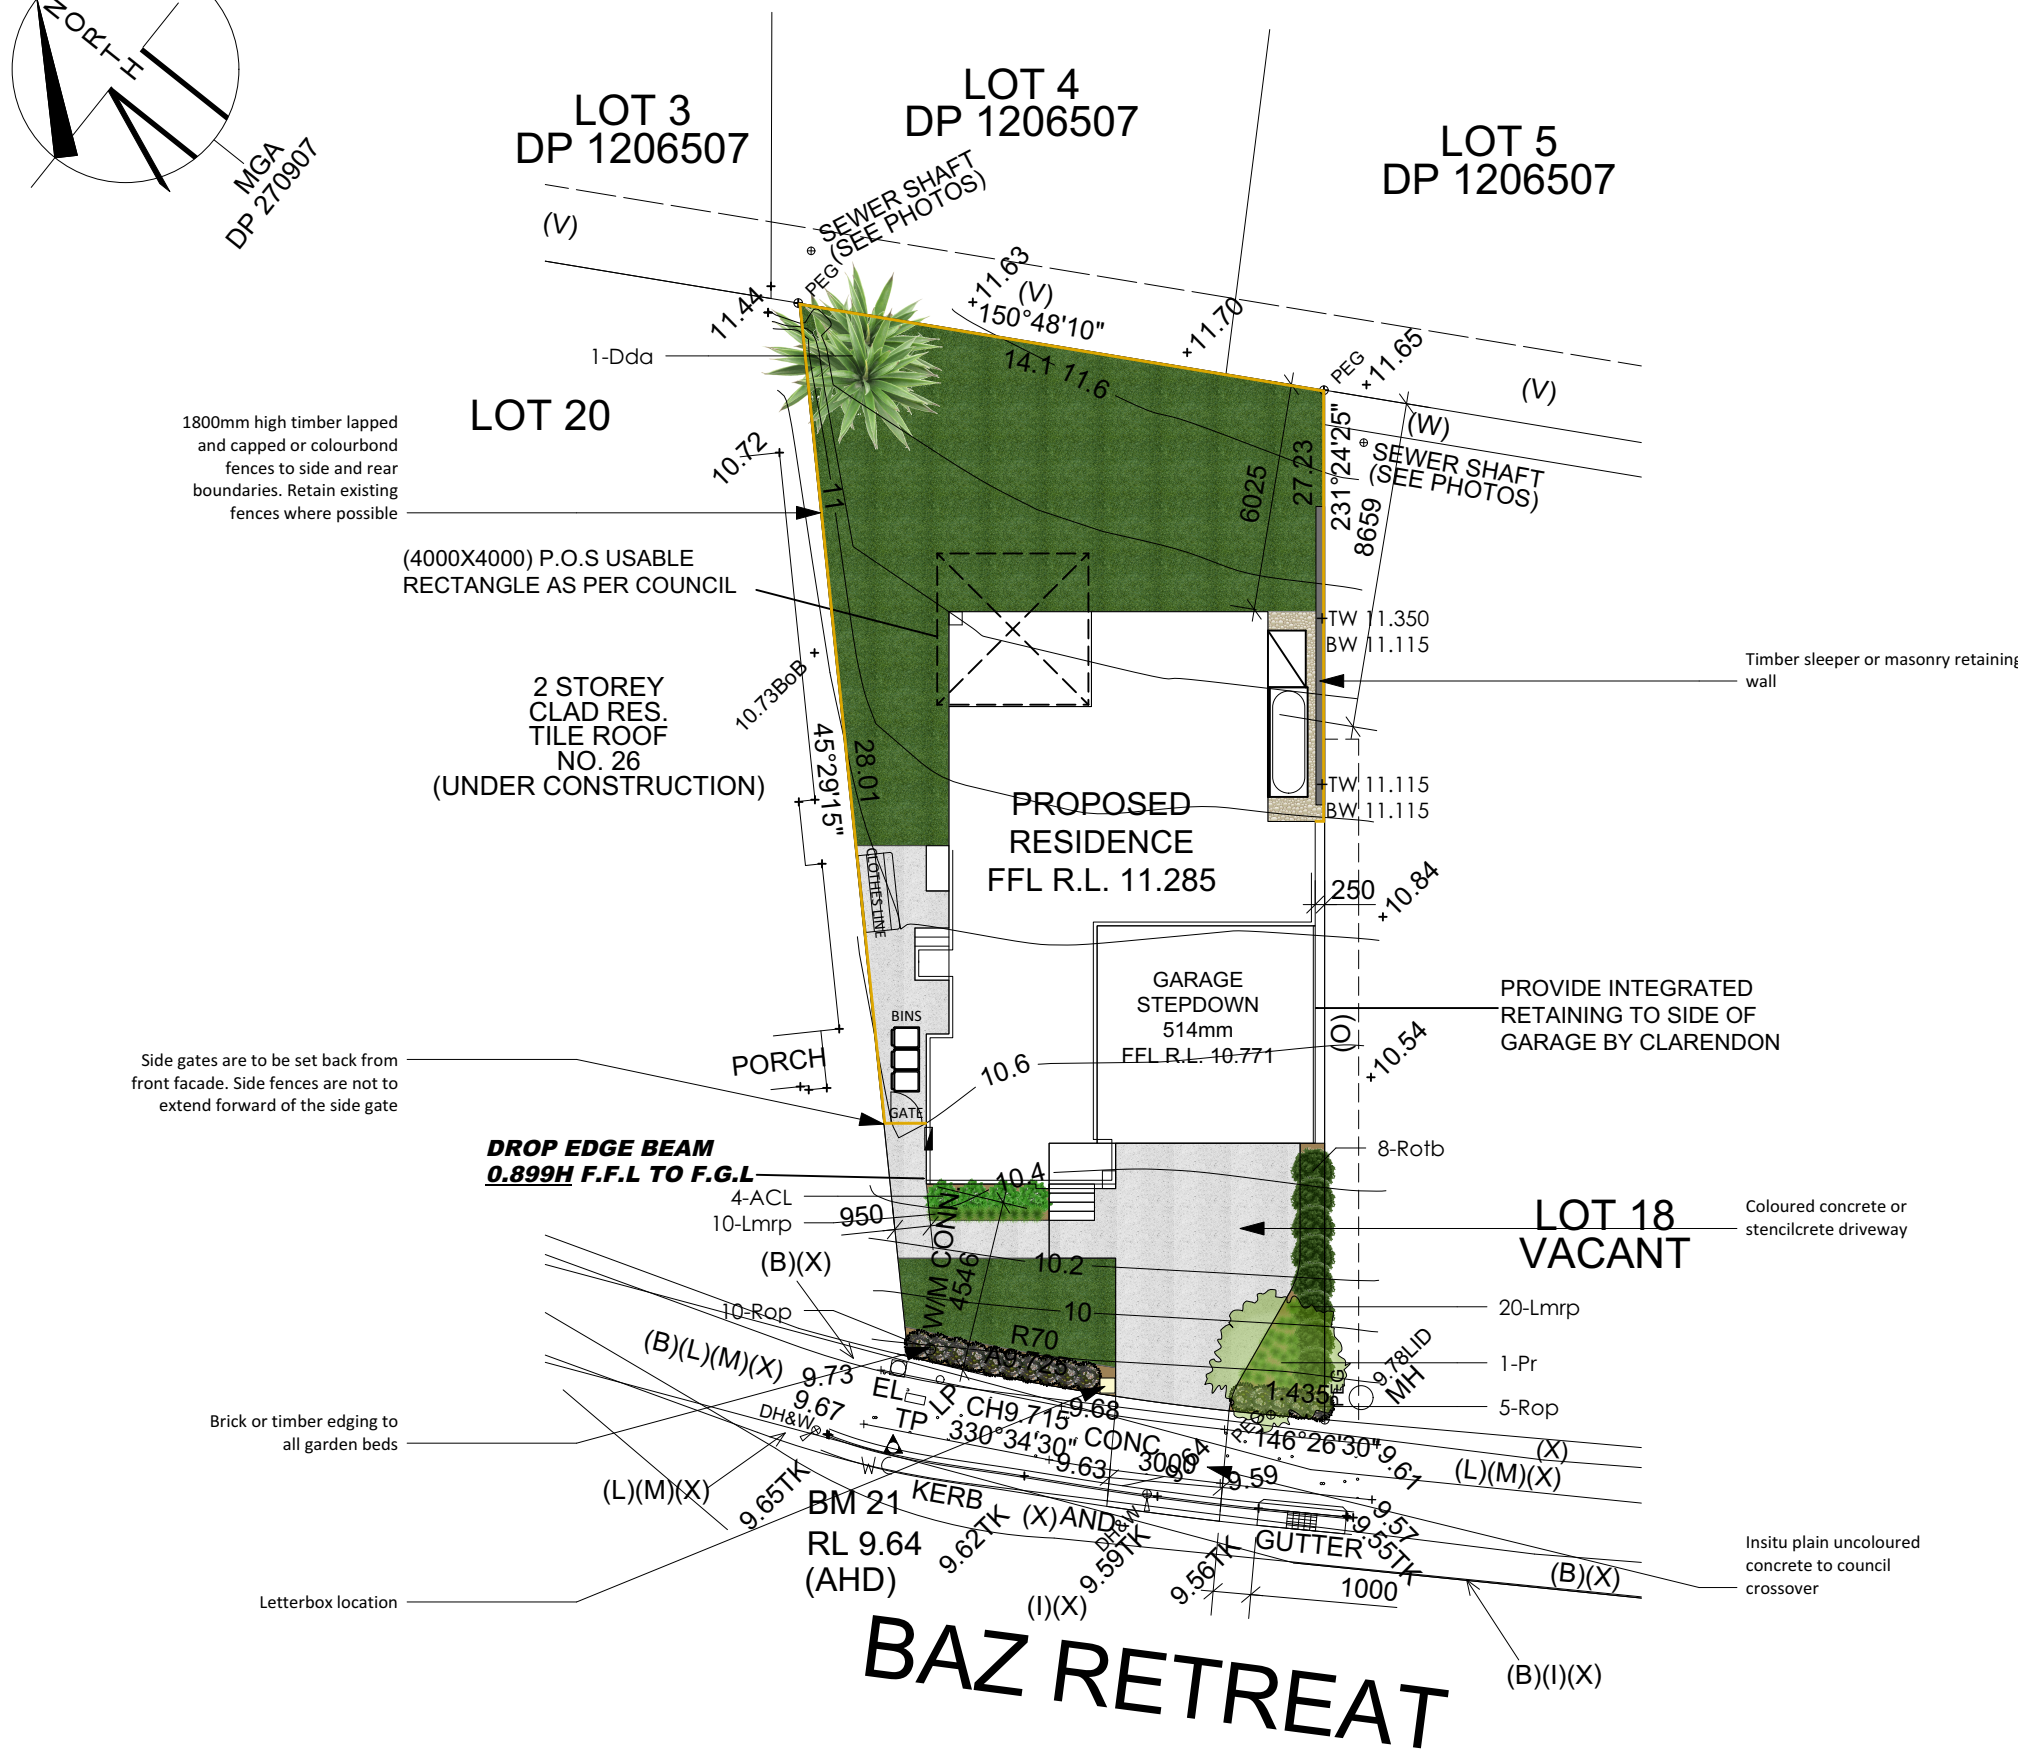 NORTH
MGA
DP 270907
LOT 3
DP 1206507
LOT 4
DP 1206507
LOT 5
DP 1206507
(V)
SEWER SHAFT
(SEE PHOTOS)
PEG
11.44
11.63
(V)
150°48'10"
14.1
11.6
11.70
PEG
11.65
(V)
(W)
SEWER SHAFT
(SEE PHOTOS)
1-Dda
LOT 20
1800mm high timber lapped
and capped or colourbond
fences to side and rear
boundaries. Retain existing
fences where possible
10.72
11
6025
27.23
231°24'25"
8659
(4000X4000) P.O.S USABLE
RECTANGLE AS PER COUNCIL
TW 11.350
BW 11.115
Timber sleeper or masonry retaining
wall
10.73BoB
2 STOREY
CLAD RES.
TILE ROOF
NO. 26
(UNDER CONSTRUCTION)
45°29'15"
28.01
TW 11.115
BW 11.115
PROPOSED
RESIDENCE
FFL R.L. 11.285
CLOTHES LINE
250
10.84
GARAGE
STEPDOWN
514mm
FFL R.L. 10.771
PROVIDE INTEGRATED
RETAINING TO SIDE OF
GARAGE BY CLARENDON
(O)
10.54
BINS
PORCH
10.6
Side gates are to be set back from
front facade. Side fences are not to
extend forward of the side gate
GATE
DROP EDGE BEAM
0.899H F.F.L TO F.G.L
8-Rotb
10.4
4-ACL
10-Lmrp
950
W/M CONN.
4546
LOT 18
VACANT
Coloured concrete or
stencilcrete driveway
(B)(X)
10.2
10-Rop
10
20-Lmrp
R70
A9.725
(B)(L)(M)(X)
9.73
1-Pr
9.78LID
MH
PEG
1.435
5-Rop
EL
LP
9.67
TP
CH9.715
9.68
DH&W
330°34'30"
CONC.
PEG
146°26'30"
9.61
(X)
(L)(M)(X)
Brick or timber edging to
all garden beds
W
9.63
3000
9.64
9.59
(L)(M)(X)
9.65TK
BM 21
RL 9.64
(AHD)
KERB
(X)
AND
GUTTER
9.62TK
DH&W
9.59TK
9.56TK
9.57
9.55TK
Insitu plain uncoloured
concrete to council
crossover
(B)(X)
1000
Letterbox location
(I)(X)
(B)(I)(X)
BAZ RETREAT